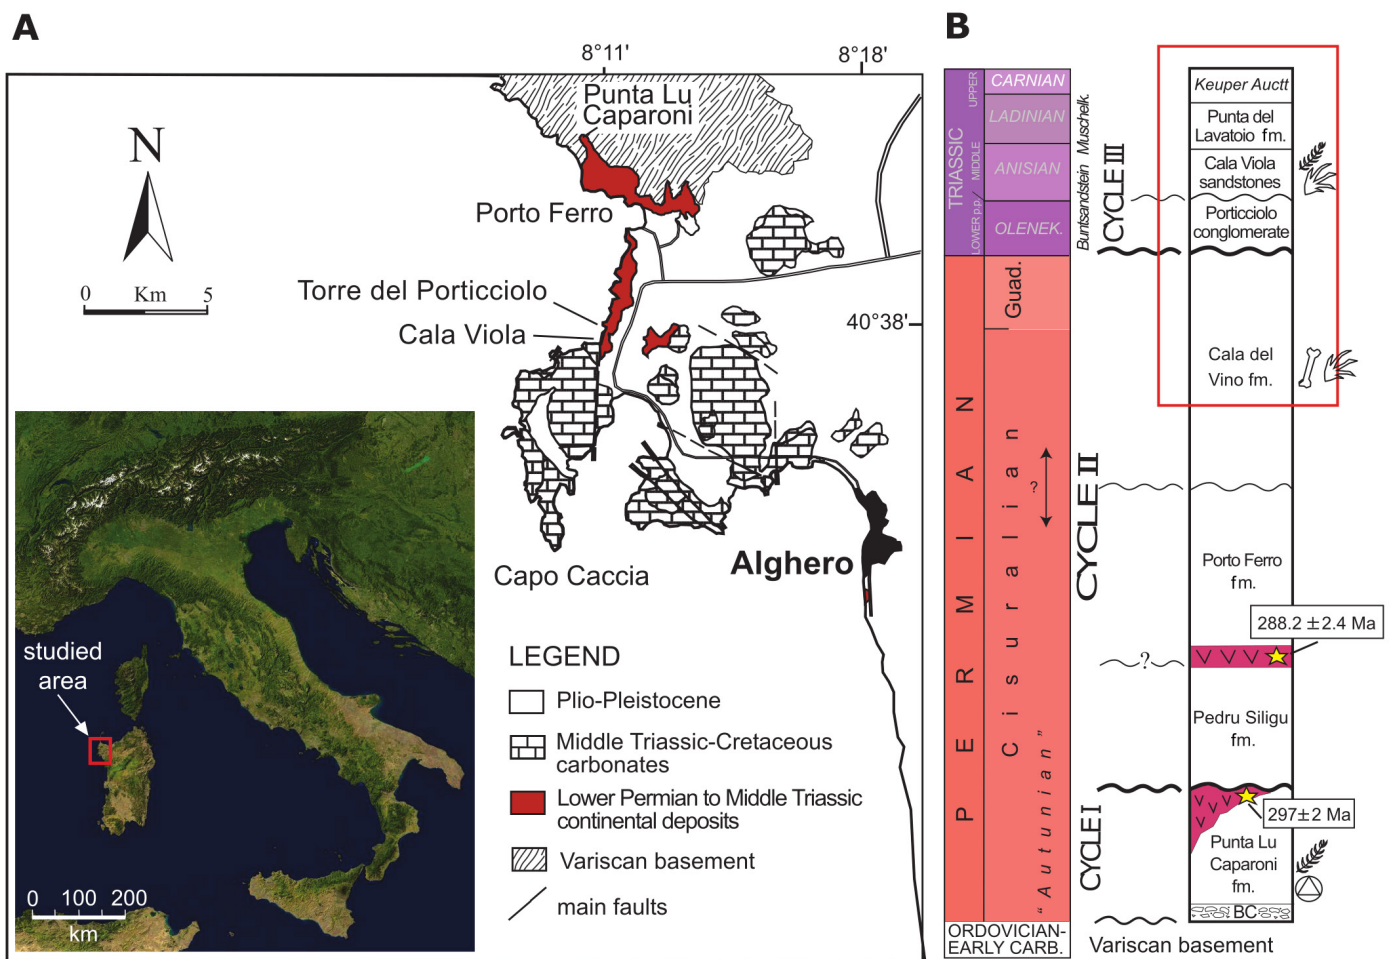 A
8°11'
8°18'
Punta Lu
Caparoni
N
Porto Ferro
0 Km 5
Torre del Porticciolo
Cala Viola
40°38'
Capo Caccia
Alghero
studied
area
0 100 200
km
LEGEND
Plio-Pleistocene
Middle Triassic-Cretaceous
carbonates
Lower Permian to Middle Triassic
continental deposits
Variscan basement
main faults
B
TRIASSIC
UPPER
MIDDLE
LOWER p.p.
CARNIAN
LADINIAN
ANISIAN
OLENEK.
Buntsandstein Muschelk.
CYCLE III
Keuper Auctt
Punta del
Lavatoio fm.
Cala Viola
sandstones
Porticciolo
conglomerate
PERMIAN
Guad.
Cisuralian
"Autunian"
?
CYCLE II
Cala del
Vino fm.
Porto Ferro
fm.
288.2 ±2.4 Ma
V V V V
?
Pedru Siligu
fm.
CYCLE I
V V V
V V
V
297±2 Ma
Punta Lu
Caparoni
fm.
BC
ORDOVICIAN-
EARLY CARB.
Variscan basement